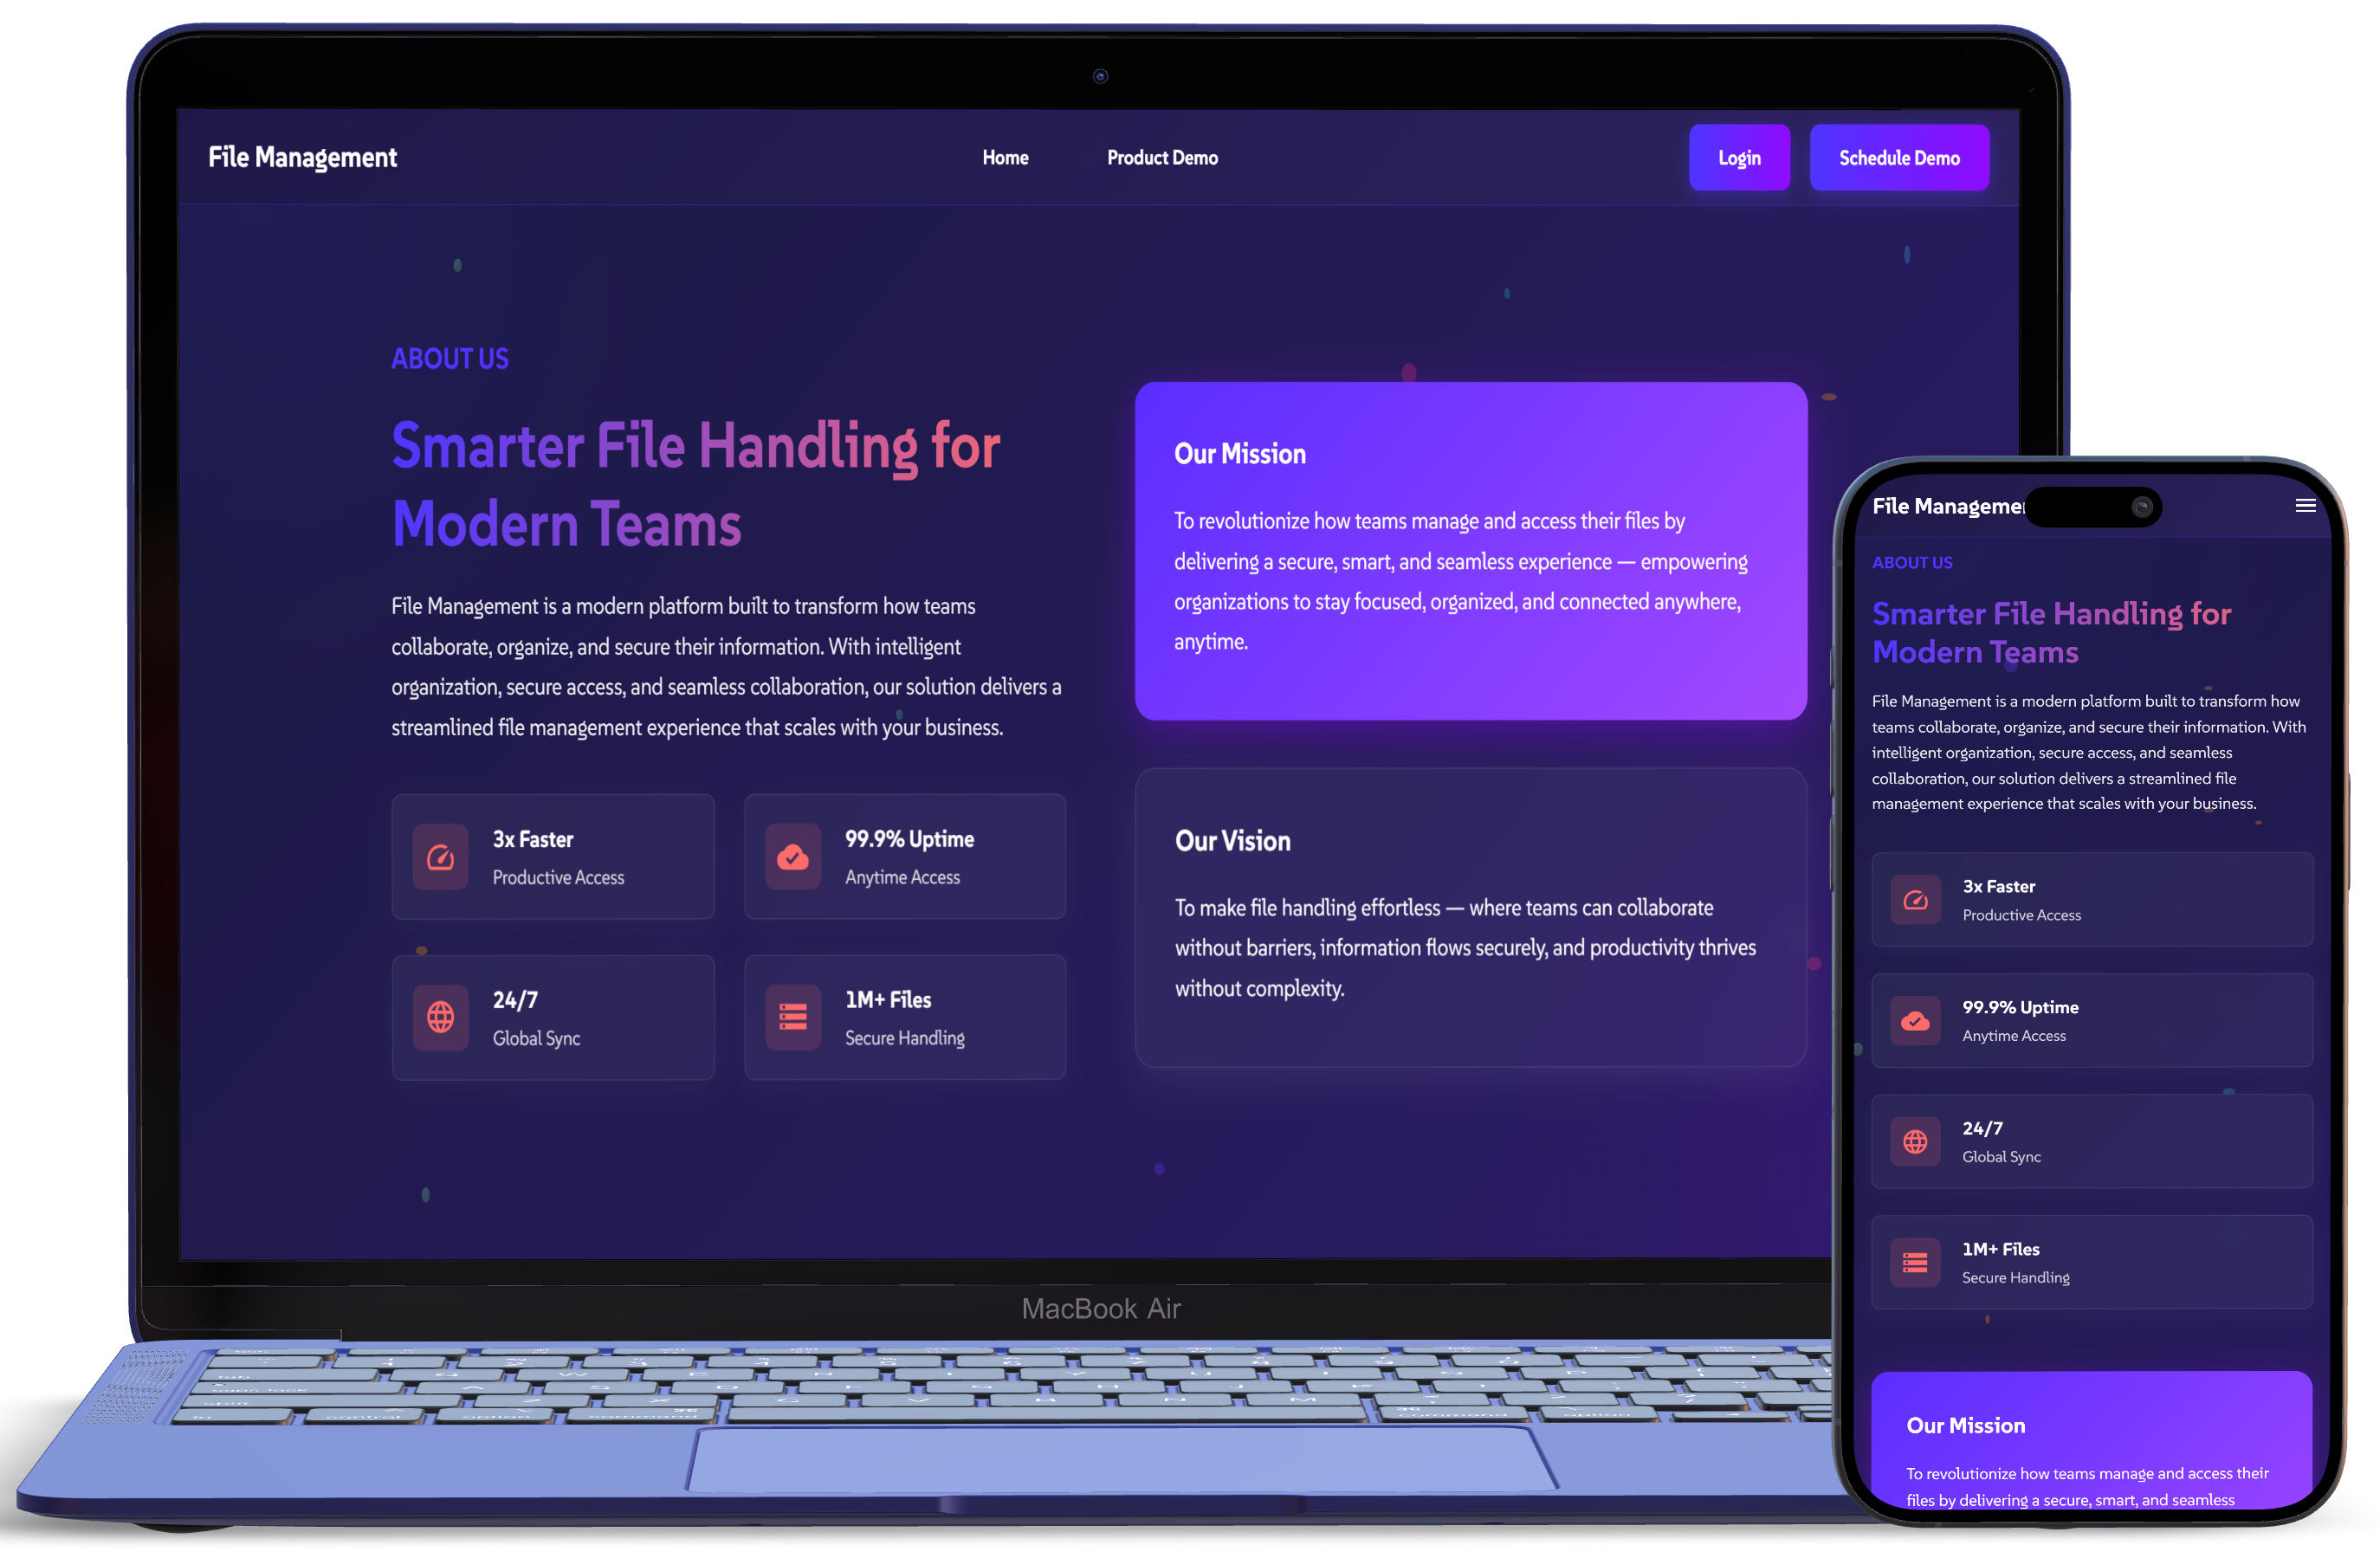 File Management
Home
Product Demo
Login
Schedule Demo
ABOUT US
Smarter File Handling for
Modern Teams
File Management is a modern platform built to transform how teams
collaborate, organize, and secure their information. With intelligent
organization, secure access, and seamless collaboration, our solution delivers a
streamlined file management experience that scales with your business.
3x Faster
Productive Access
99.9% Uptime
Anytime Access
24/7
Global Sync
1M+ Files
Secure Handling
Our Mission
To revolutionize how teams manage and access their files by
delivering a secure, smart, and seamless experience — empowering
organizations to stay focused, organized, and connected anywhere,
anytime.
Our Vision
To make file handling effortless — where teams can collaborate
without barriers, information flows securely, and productivity thrives
without complexity.
MacBook Air
File
ABOUT US
Smarter File Handling for
Modern Teams
File Management is a modern platform built to transform how
teams collaborate, organize, and secure their information. With
intelligent organization, secure access, and seamless
collaboration, our solution delivers a streamlined file
management experience that scales with your business.
3x Faster
Productive Access
99.9% Uptime
Anytime Access
24/7
Global Sync
1M+ Files
Secure Handling
Our Mission
To revolutionize how teams manage and access their
files by delivering a secure, smart, and seamless